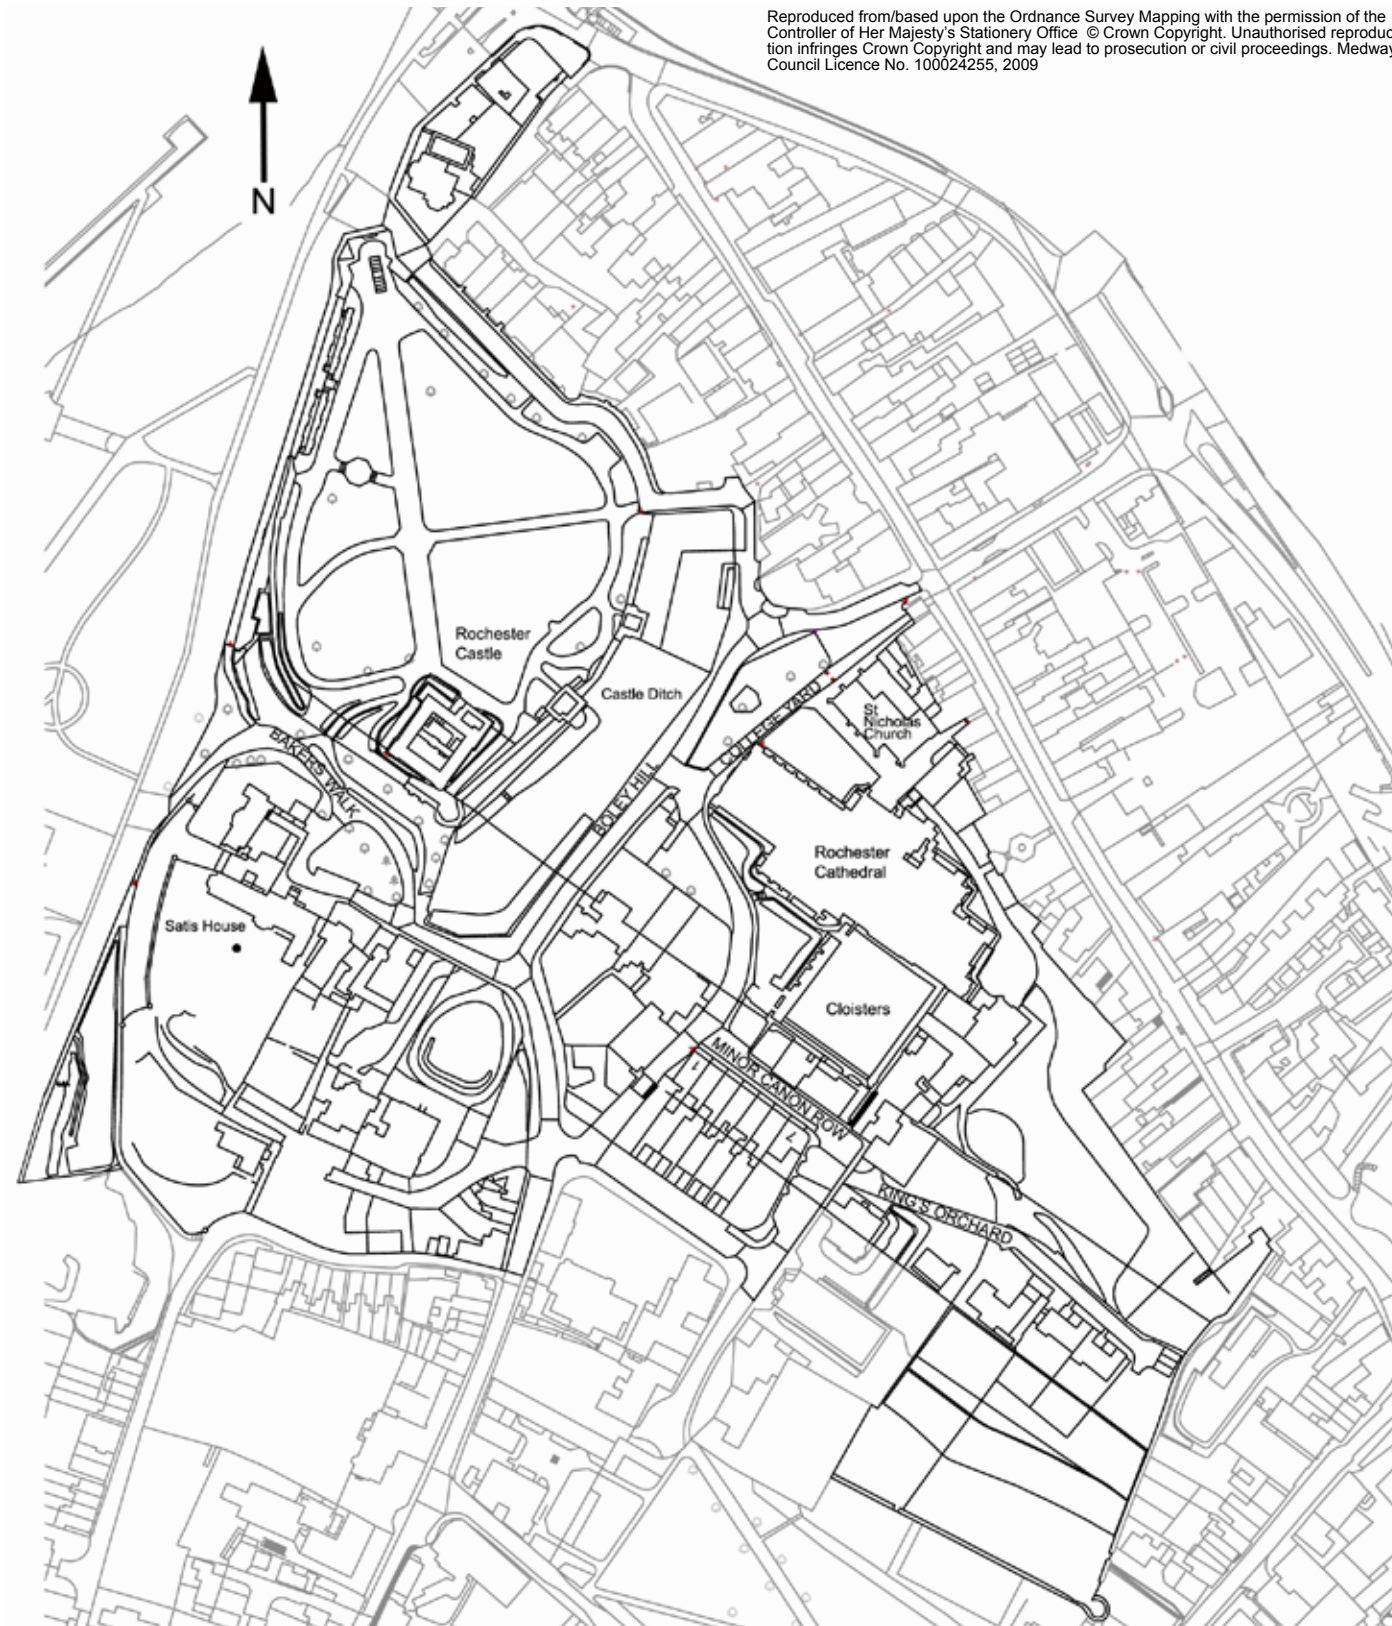 Reproduced from/based upon the Ordnance Survey Mapping with the permission of the
Controller of Her Majesty's Stationery Office © Crown Copyright. Unauthorised reproduc
tion infringes Crown Copyright and may lead to prosecution or civil proceedings. Medway
Council Licence No. 100024255, 2009
N
Rochester
Castle
Castle Ditch
COLLEGE YARD
St
Nicholas
Church
BAKERS WALK
BOLEY HILL
Rochester
Cathedral
Satis House
Cloisters
MINOR CANON ROW
1
7
KING'S ORCHARD